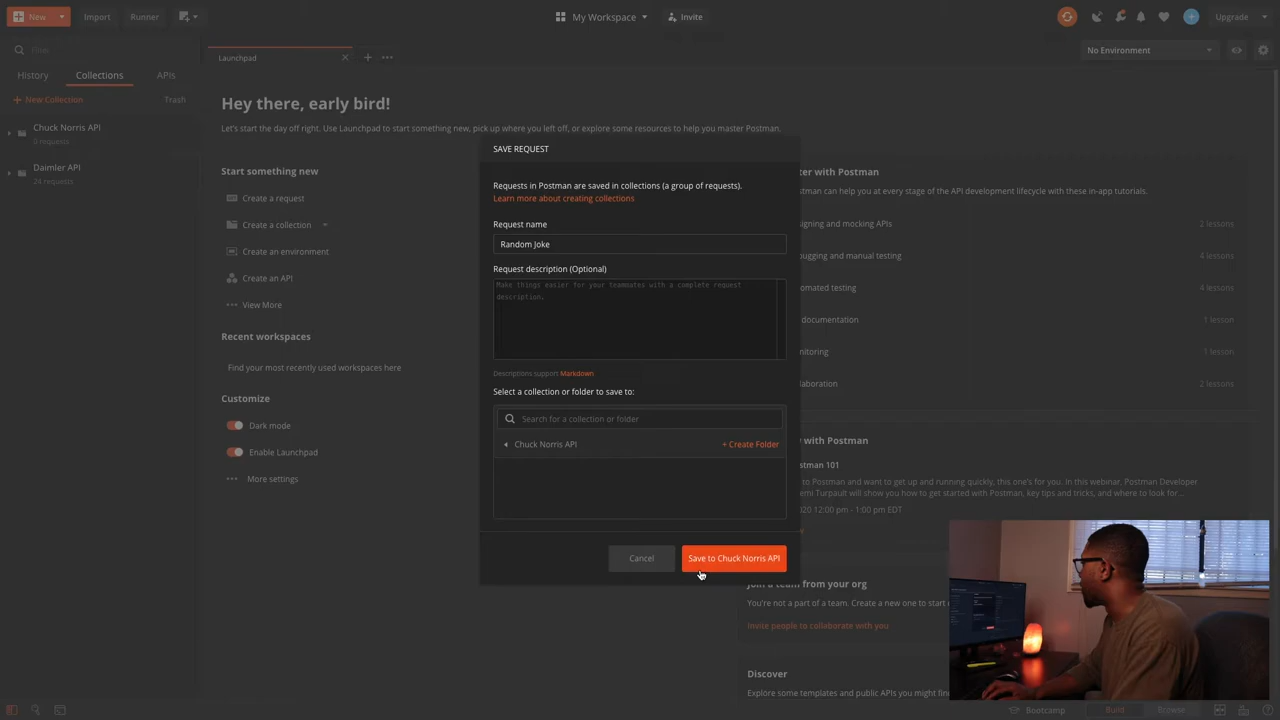 New
Import
Runner
My Workspace
Invite
Upgrade
Filter
Launchpad
No Environment
History
Collections
APIs
+ New Collection
Trash
Hey there, early bird!
Let's start the day off right. Use Launchpad to start something new, pick up where you left off, or explore some resources to help you master Postman.
Chuck Norris API
0 requests
Daimler API
24 requests
Start something new
Create a request
Create a collection
Create an environment
Create an API
View More
Recent workspaces
Find your most recently used workspaces here
Customize
Dark mode
Enable Launchpad
More settings
SAVE REQUEST
Requests in Postman are saved in collections (a group of requests).
Learn more about creating collections
Request name
Random Joke
Request description (Optional)
Make things easier for your teammates with a complete request
description.
Descriptions support Markdown
Select a collection or folder to save to:
Search for a collection or folder
Chuck Norris API
+ Create Folder
Cancel
Save to Chuck Norris API
ter with Postman
stman can help you at every stage of the API development lifecycle with these in-app tutorials.
signing and mocking APIs
2 lessons
bugging and manual testing
4 lessons
tomated testing
4 lessons
documentation
1 lesson
nitoring
1 lesson
laboration
2 lessons
with Postman
stman 101
to Postman and want to get up and running quickly, this one's for you. In this webinar, Postman Developer
emi Turpault will show you how to get started with Postman, key tips and tricks, and where to look for...
020 12:00 pm - 1:00 pm EDT
Join a team from your org
You're not a part of a team. Create a new one to start
Invite people to collaborate with you
Discover
Explore some templates and public APIs you might find
Bootcamp
Build
Browse